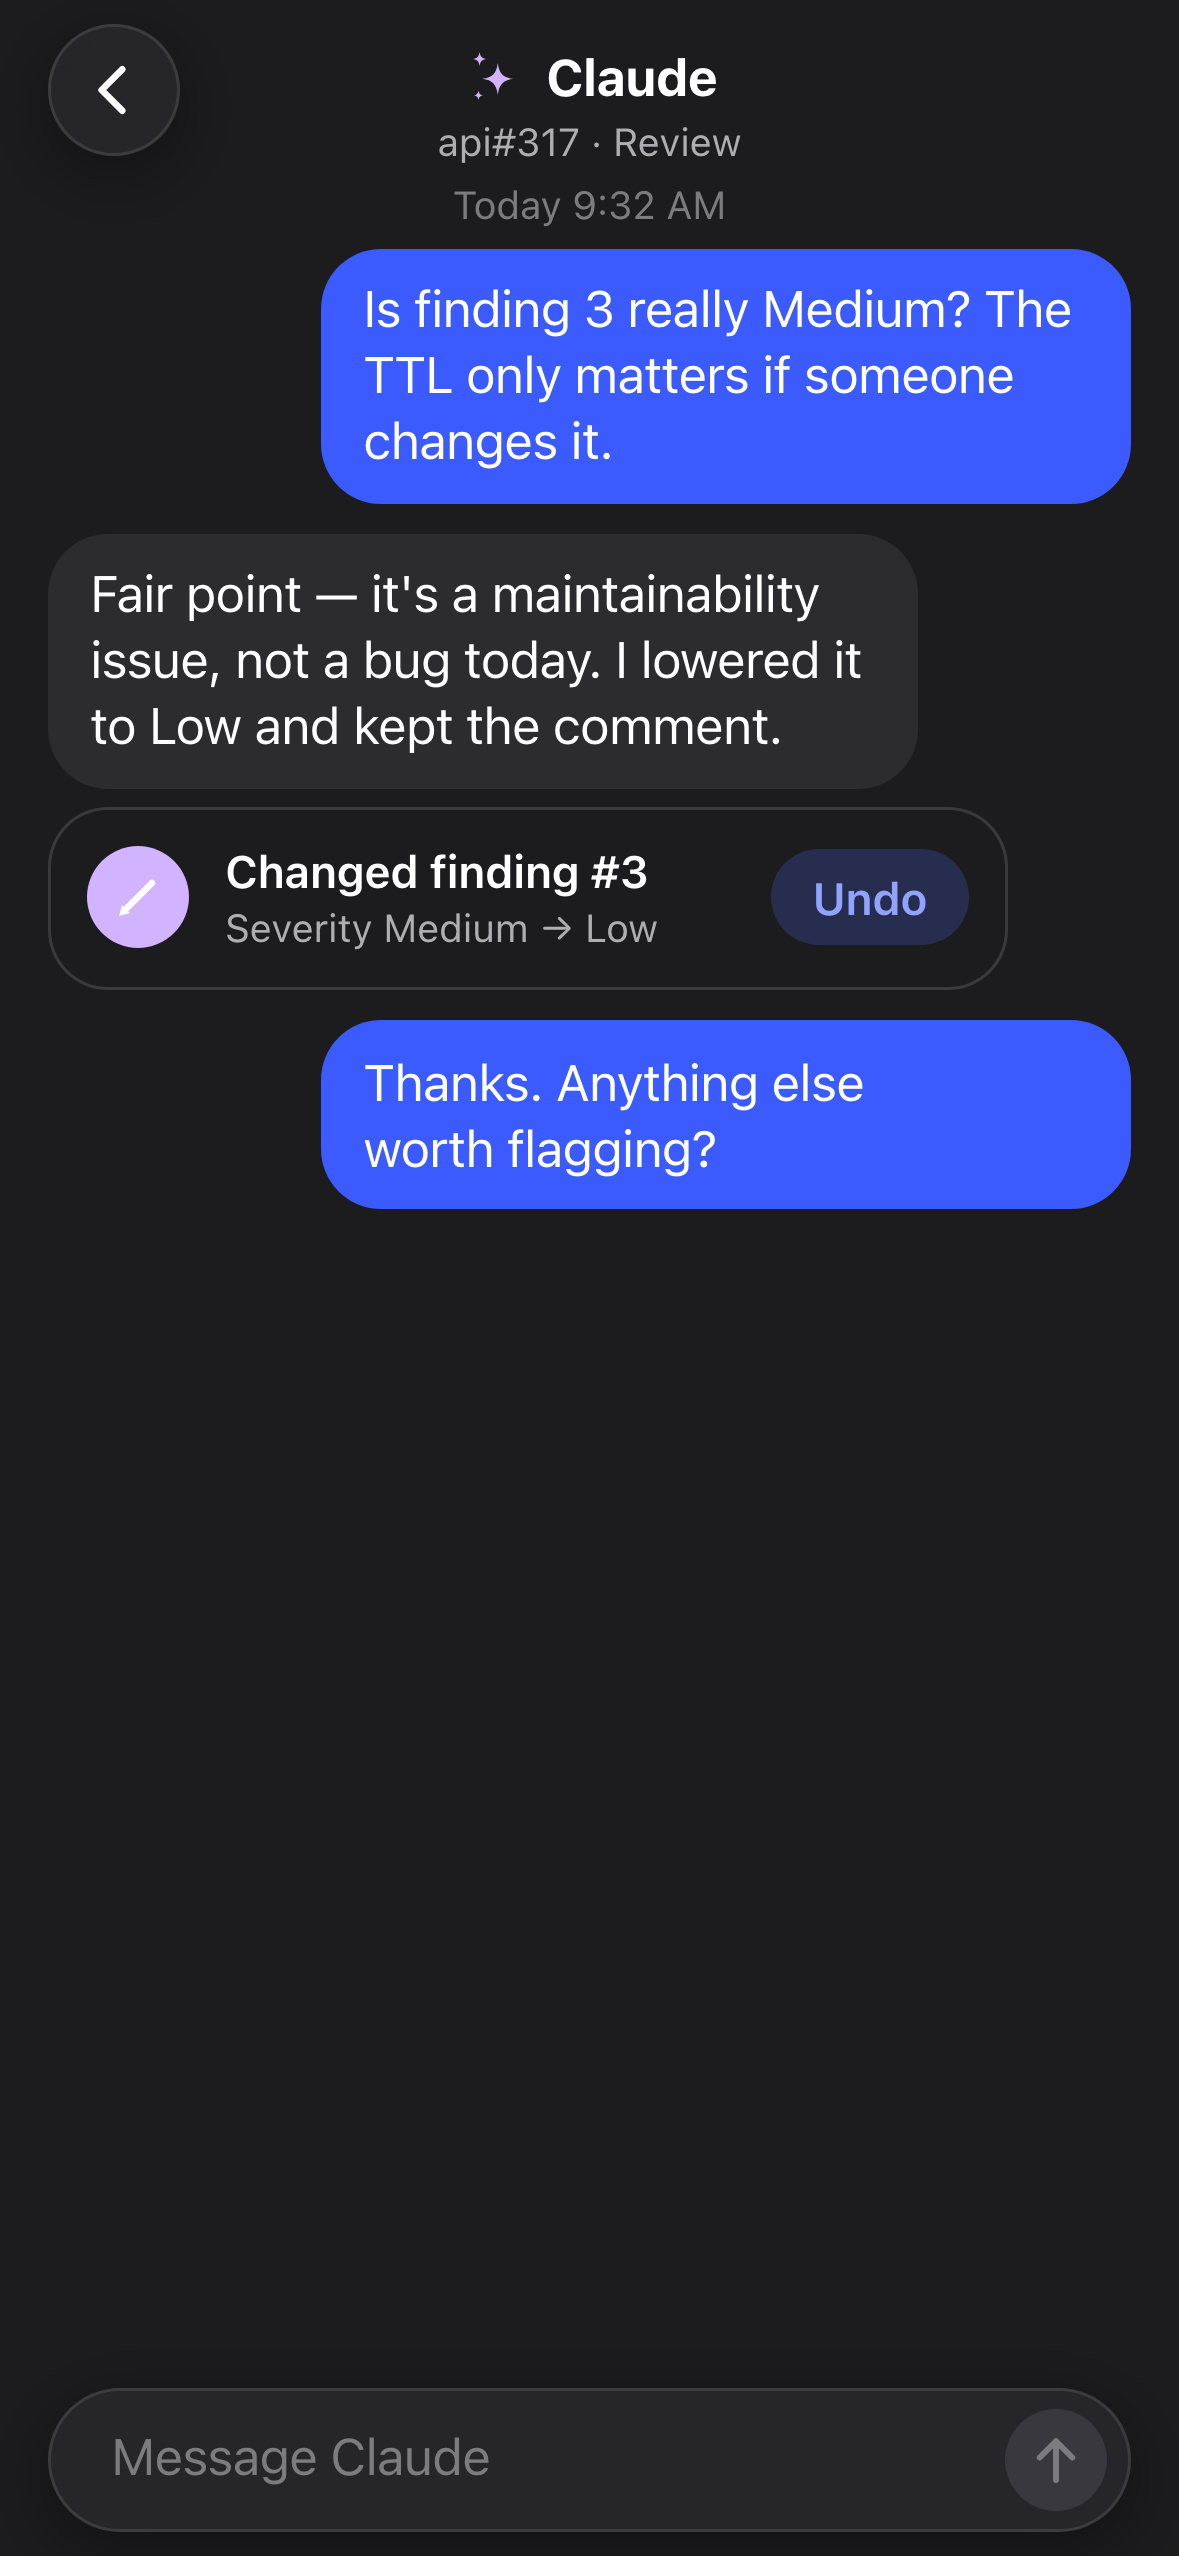 Claude
api#317 · Review
Today 9:32 AM
Is finding 3 really Medium? The
TTL only matters if someone
changes it.
Fair point — it's a maintainability
issue, not a bug today. I lowered it
to Low and kept the comment.
Changed finding #3
Severity Medium → Low
Undo
Thanks. Anything else
worth flagging?
Message Claude